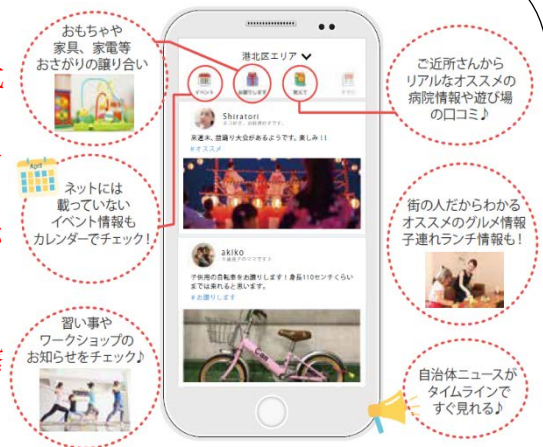 おもちゃや
家具、家電等
おさがりの譲り合い
ネットには
載っていない
イベント情報も
カレンダーでチェック！
習い事や
ワークショップの
お知らせをチェック♪
港北区エリア
イベント
お譲りします
教えて
Shiratori
来週末、盆踊り大会があるようです。楽しみ！！
#オススメ
akiko
子供用の自転車をお譲りします！身長110センチくらい
までは乗れると思います。
#お譲りします
ご近所さんから
リアルなオススメの
病院情報や遊び場
の口コミ♪
街の人だからわかる
オススメのグルメ情報
子連れランチ情報も！
自治体ニュースが
タイムラインで
すぐ見れる♪